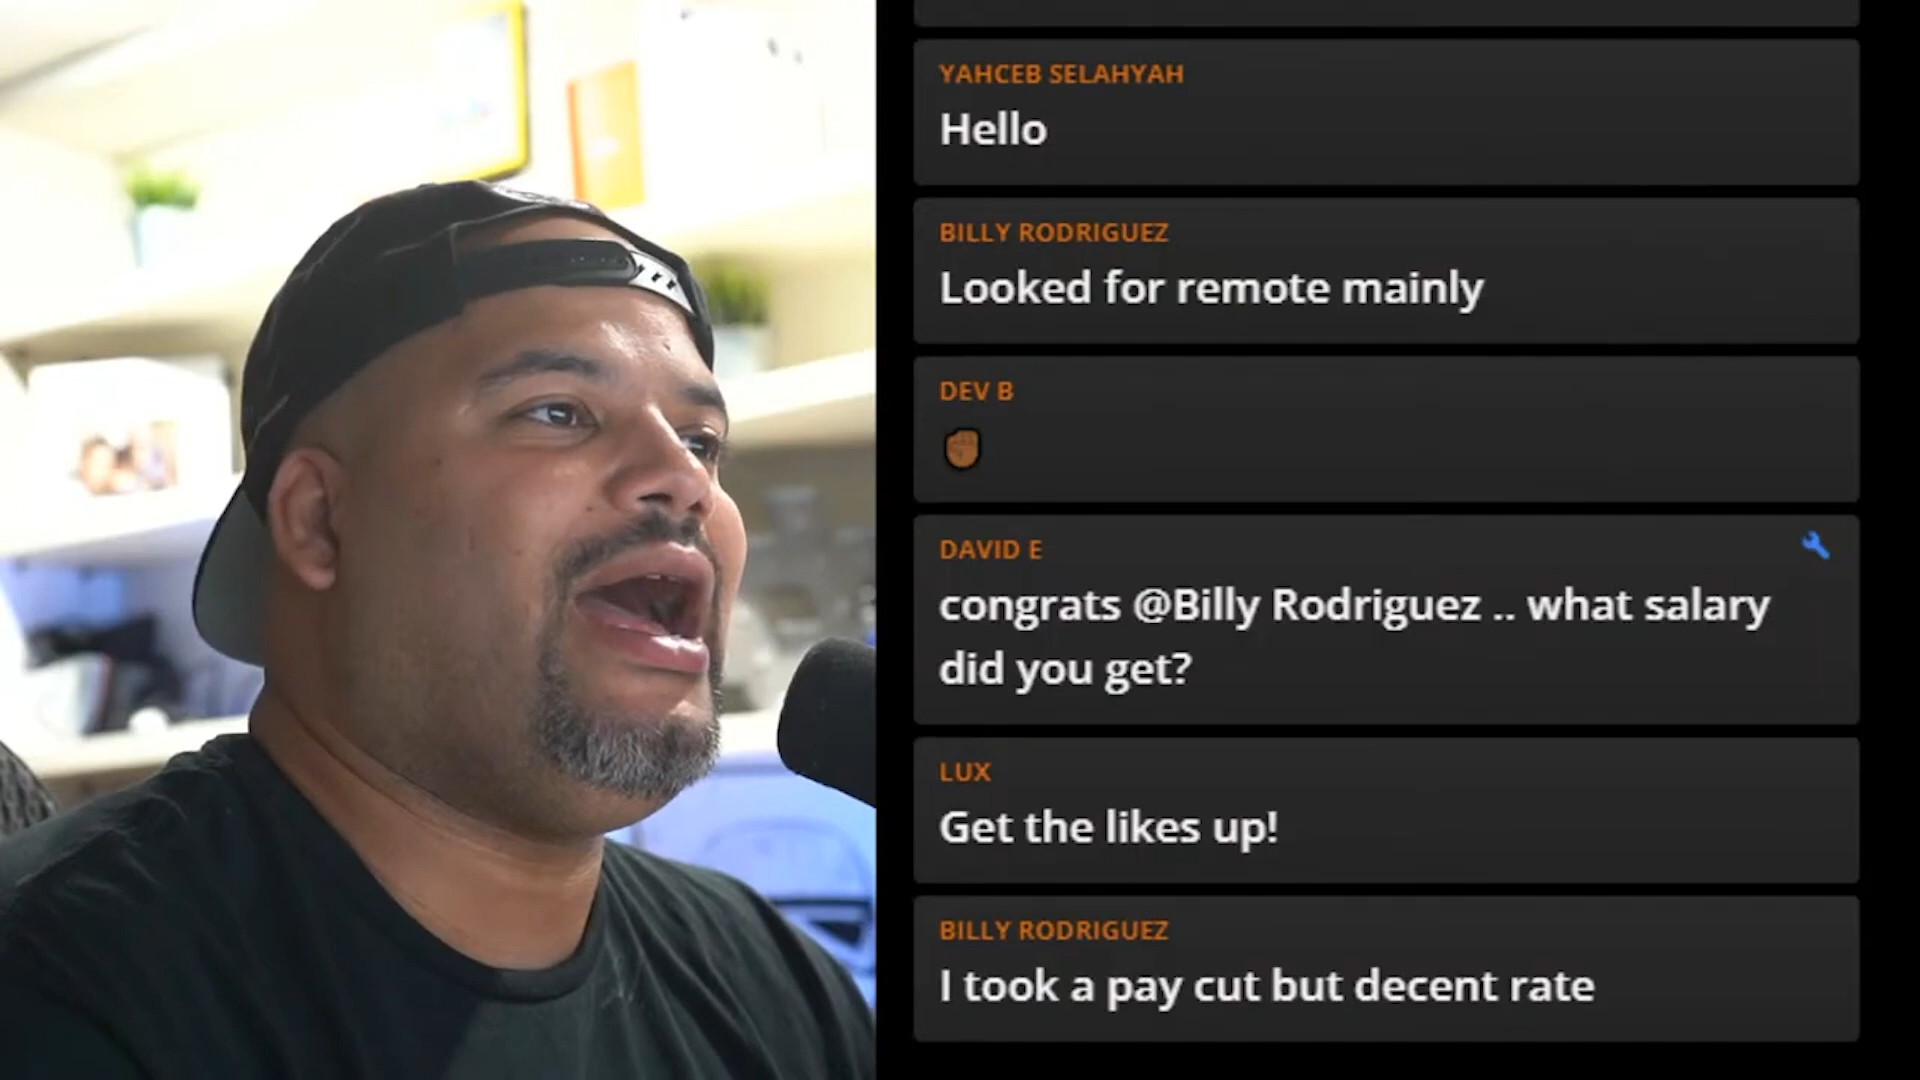 YAHCEB SELAHYAH
Hello
BILLY RODRIGUEZ
Looked for remote mainly
DEV B
✊🏾
DAVID E
congrats @Billy Rodriguez .. what salary
did you get?
LUX
Get the likes up!
BILLY RODRIGUEZ
I took a pay cut but decent rate